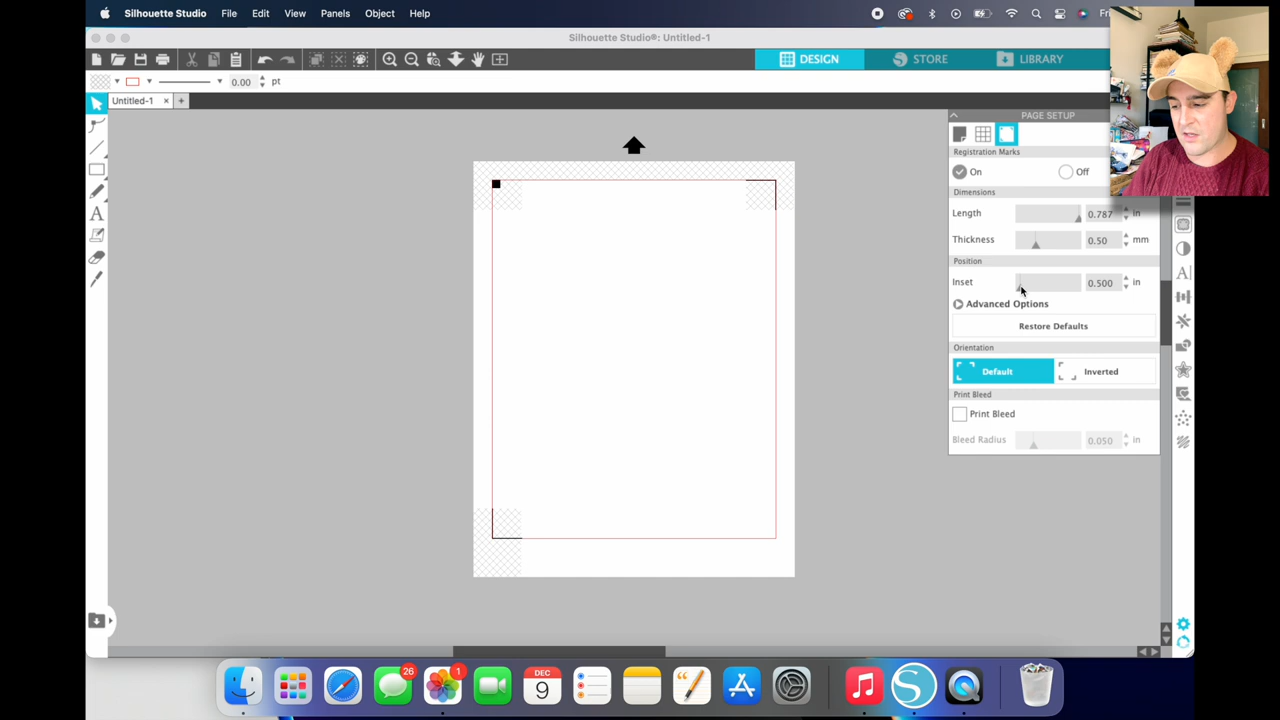 Silhouette Studio File Edit View Panels Object Help
Silhouette Studio®: Untitled-1
DESIGN STORE LIBRARY
0.00 pt
Untitled-1 × +
PAGE SETUP
Registration Marks
On Off
Dimensions
Length 0.787 in
Thickness 0.50 mm
Position
Inset 0.500 in
Advanced Options
Restore Defaults
Orientation
Default Inverted
Print Bleed
Print Bleed
Bleed Radius 0.050 in
26
1
DEC
9